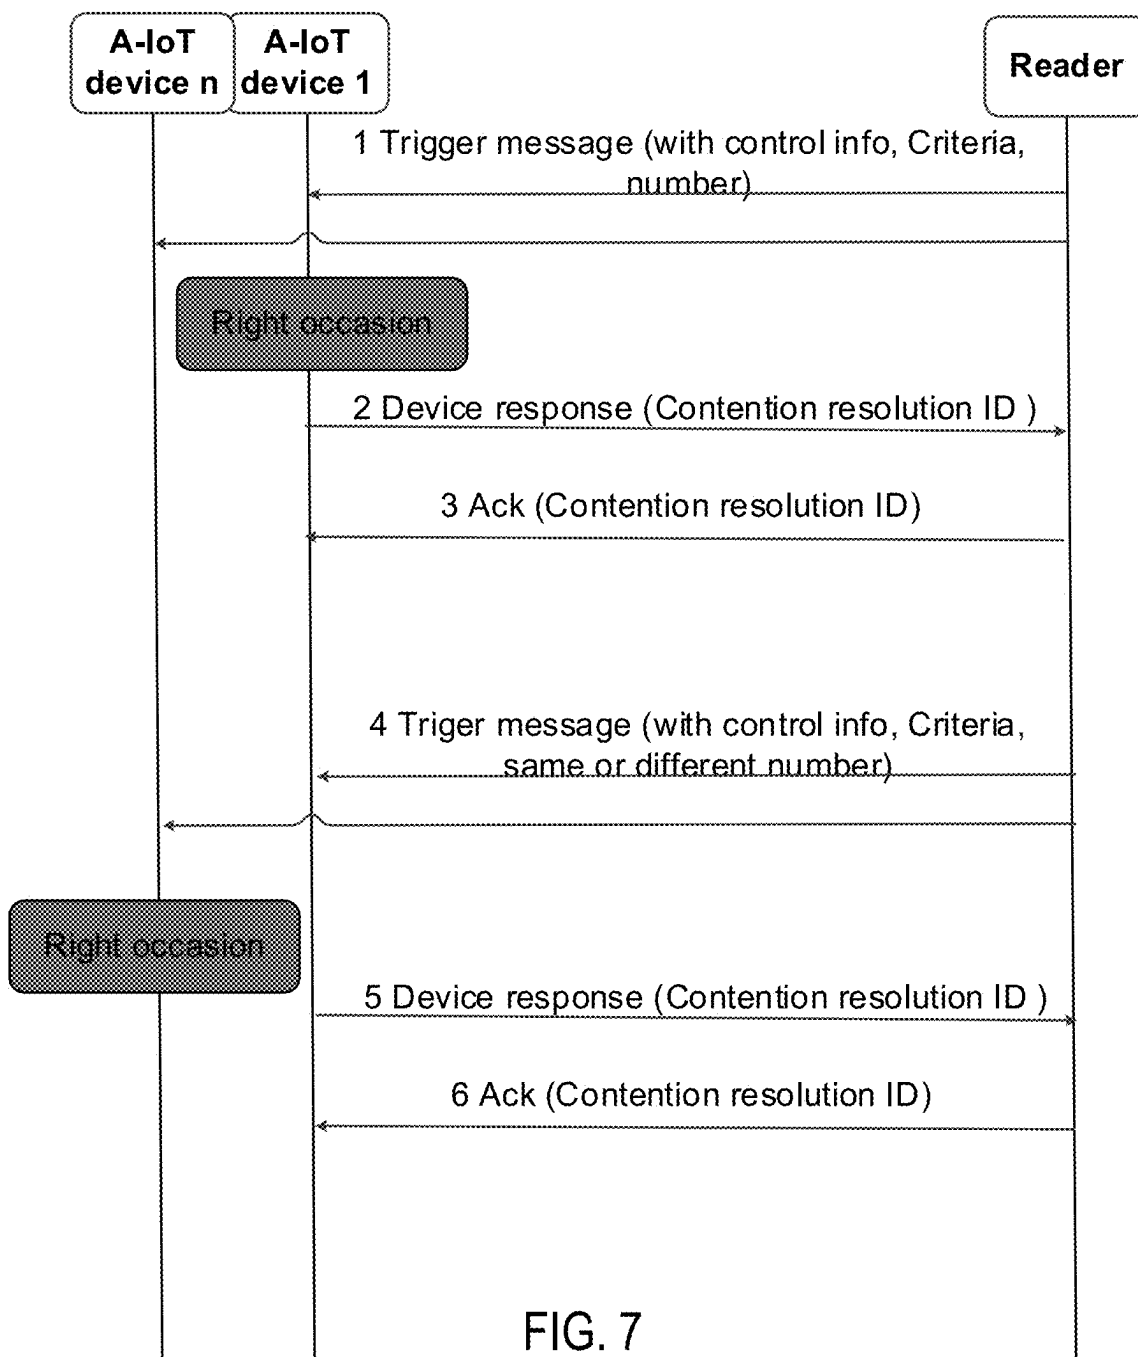 A-IoT
device n
A-IoT
device 1
Reader
1 Trigger message (with control info, Criteria,
number)
Right occasion
2 Device response (Contention resolution ID )
3 Ack (Contention resolution ID)
4 Triger message (with control info, Criteria,
same or different number)
Right occasion
5 Device response (Contention resolution ID )
6 Ack (Contention resolution ID)
FIG. 7